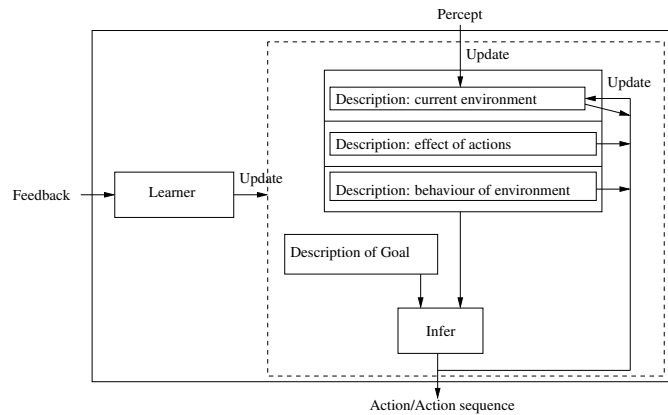 Percept
Update
Update
Description: current environment
Description: effect of actions
Description: behaviour of environment
Feedback
Learner
Update
Description of Goal
Infer
Action/Action sequence